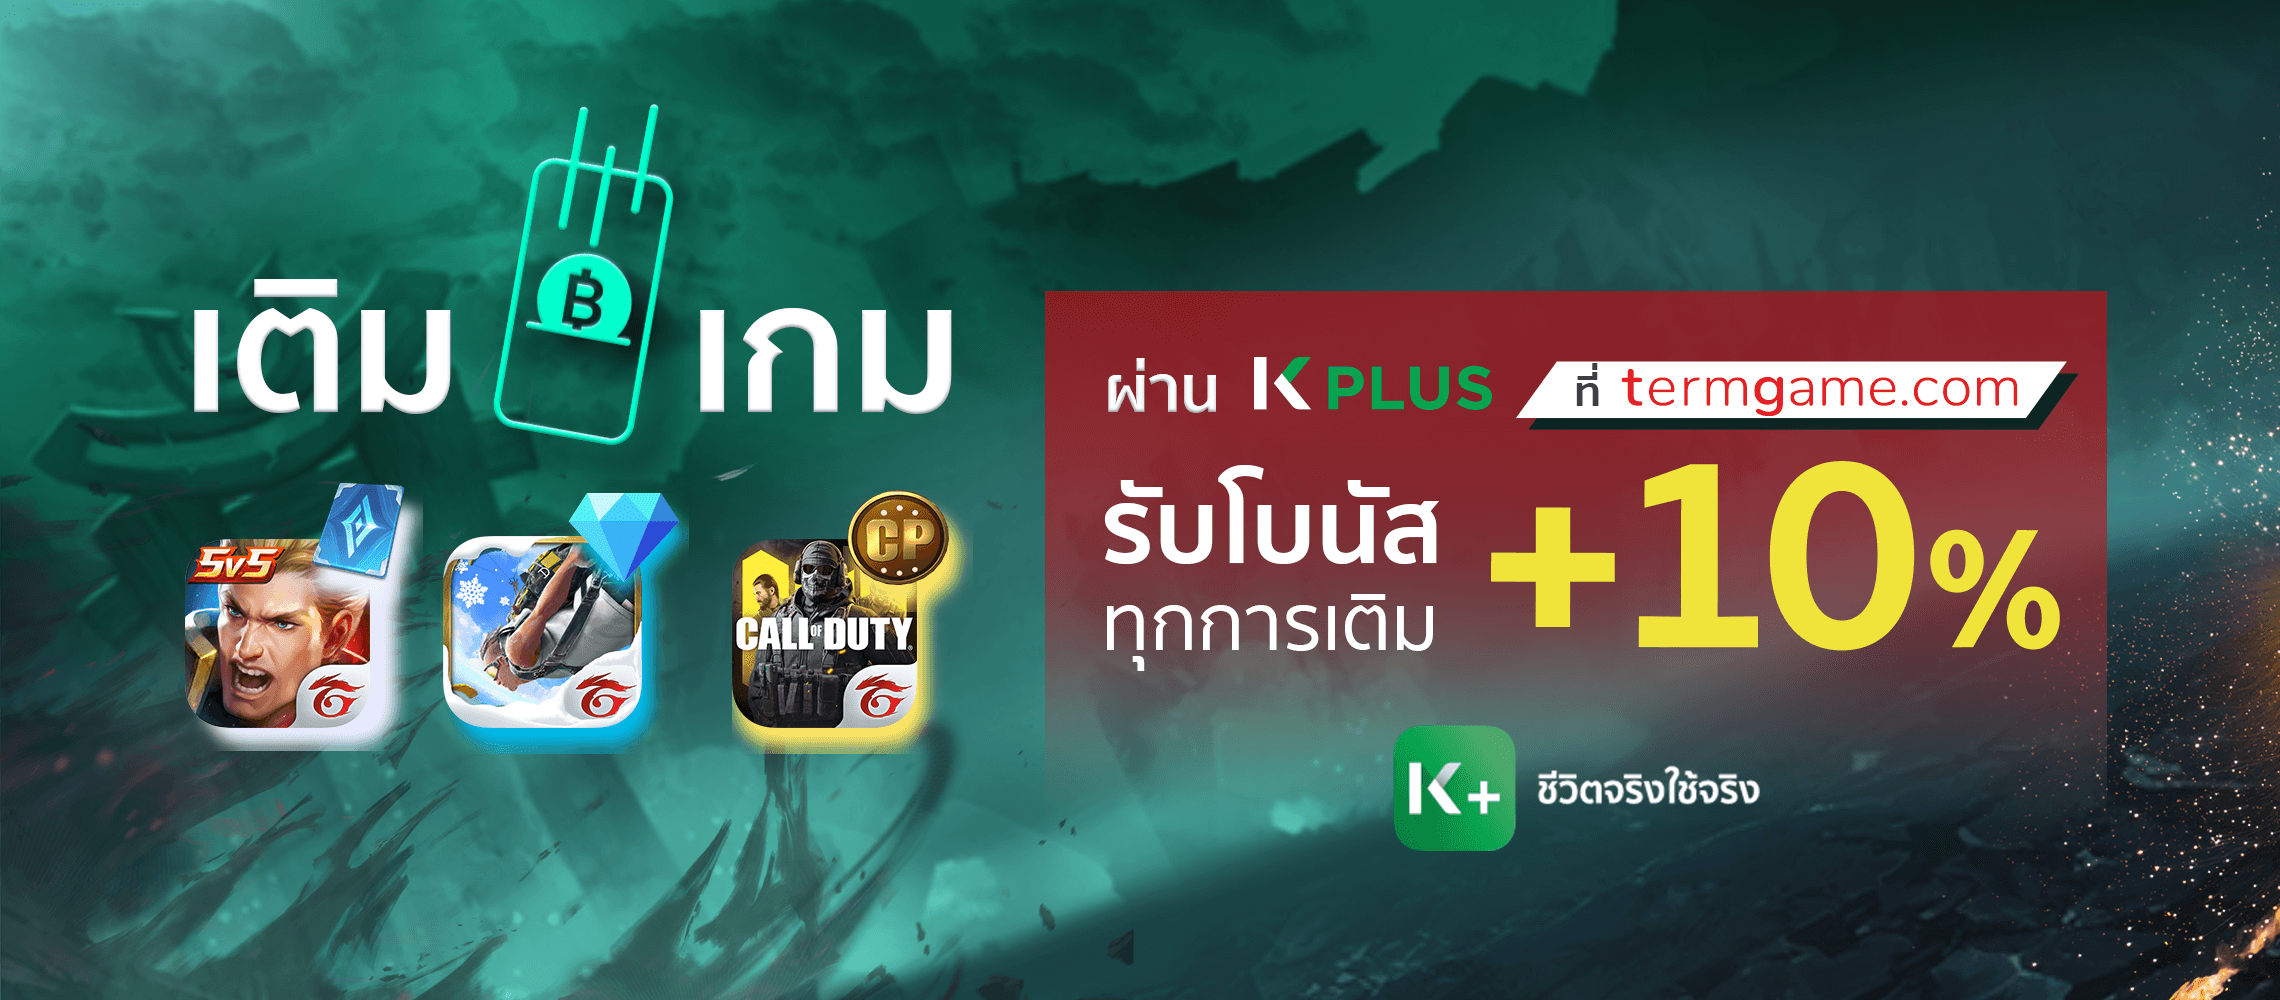 เติม ฿ เกม
5v5
CP
CALL OF DUTY
ผ่าน K PLUS ที่ termgame.com
รับโบนัส
ทุกการเติม
+10%
K+ ชีวิตจริงใช้จริง